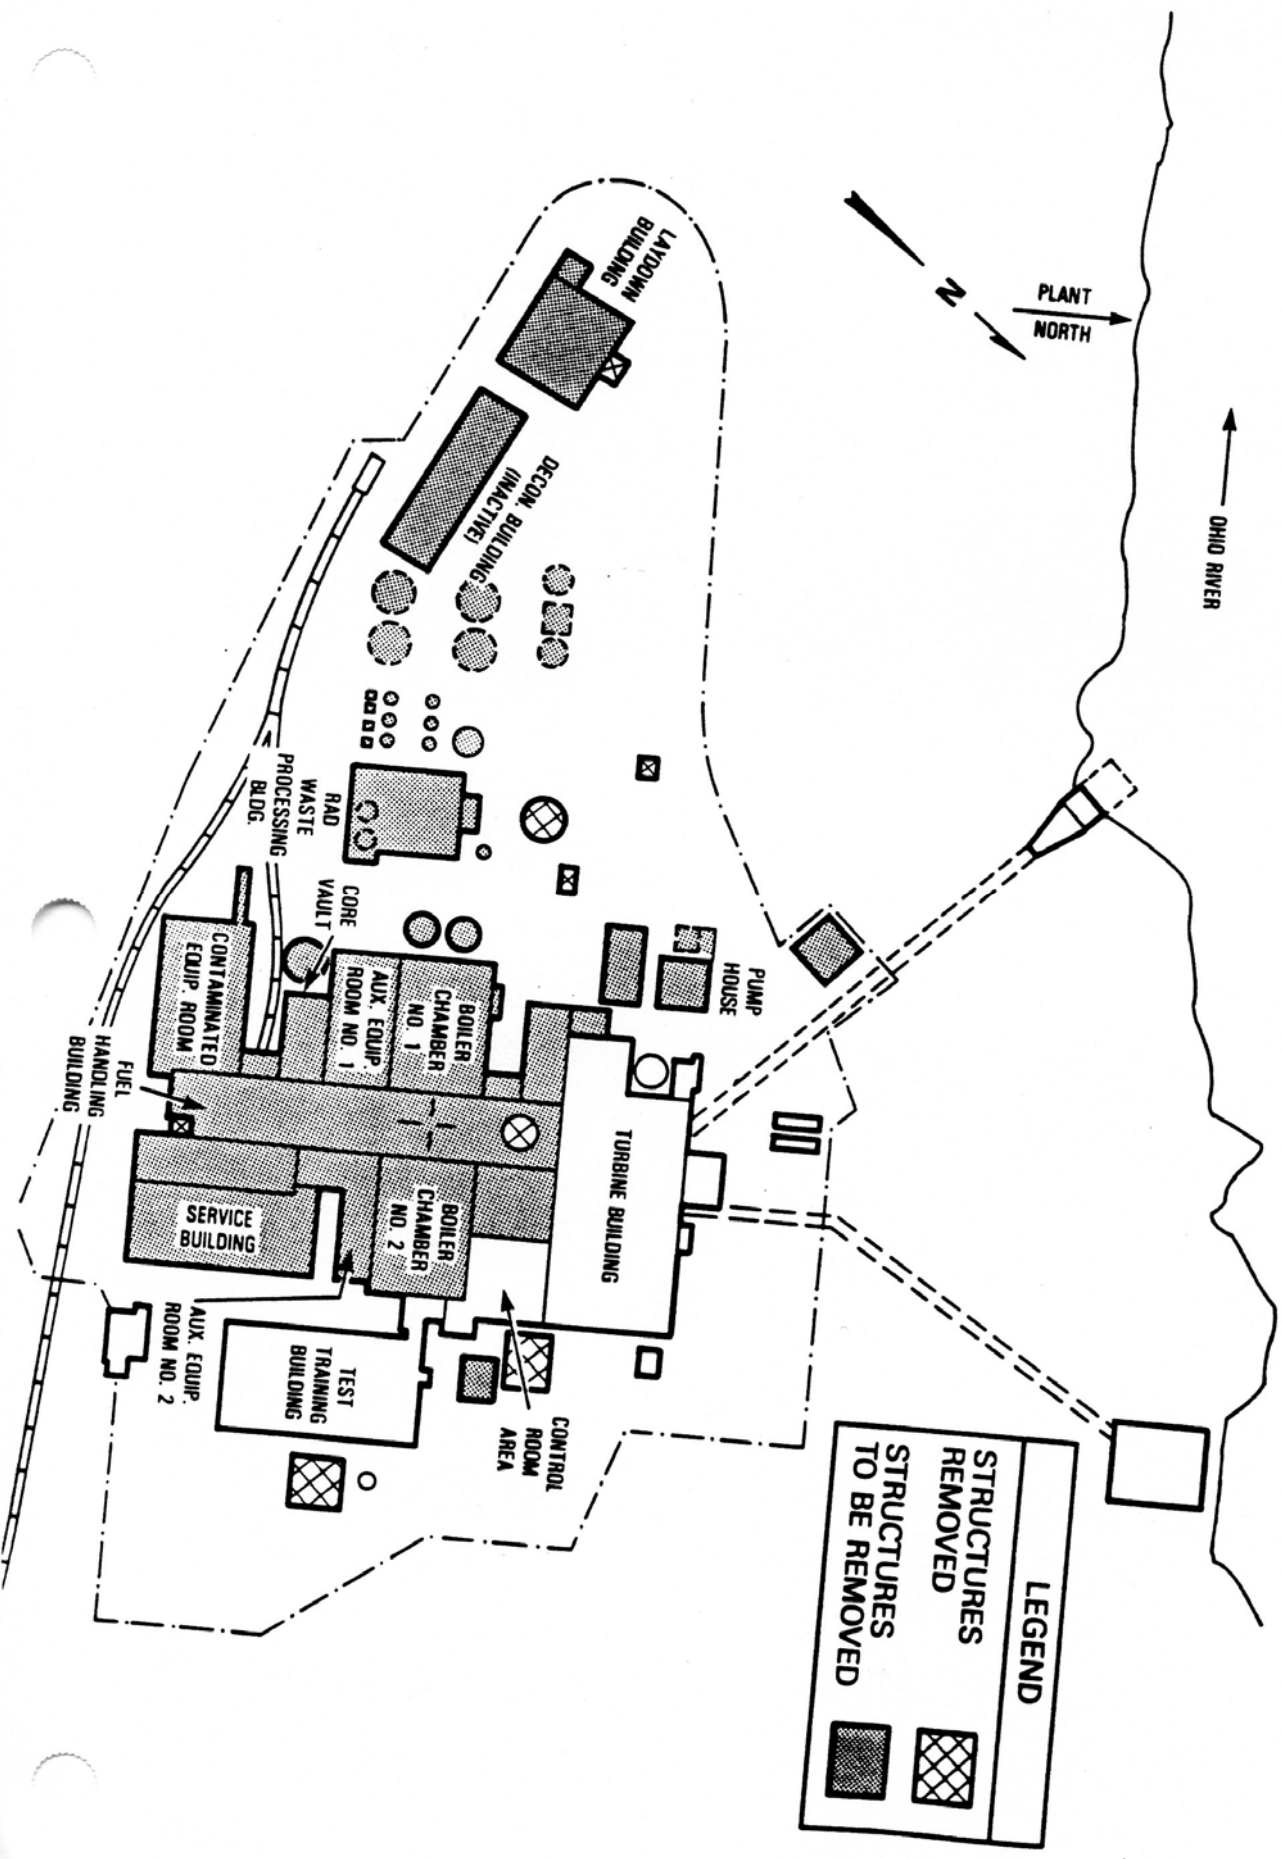 LAYDOWN
BUILDING
N
PLANT
NORTH
OHIO RIVER
DECON. BUILDING
(INACTIVE)
RAD
WASTE
PROCESSING
BLDG.
CORE
VAULT
PUMP
HOUSE
CONTAMINATED
EQUIP. ROOM
AUX. EQUIP.
ROOM NO. 1
BOILER
CHAMBER
NO. 1
FUEL
HANDLING
BUILDING
TURBINE BUILDING
SERVICE
BUILDING
BOILER
CHAMBER
NO. 2
AUX. EQUIP.
ROOM NO. 2
TEST
TRAINING
BUILDING
CONTROL
ROOM
AREA
LEGEND
STRUCTURES
REMOVED
STRUCTURES
TO BE REMOVED